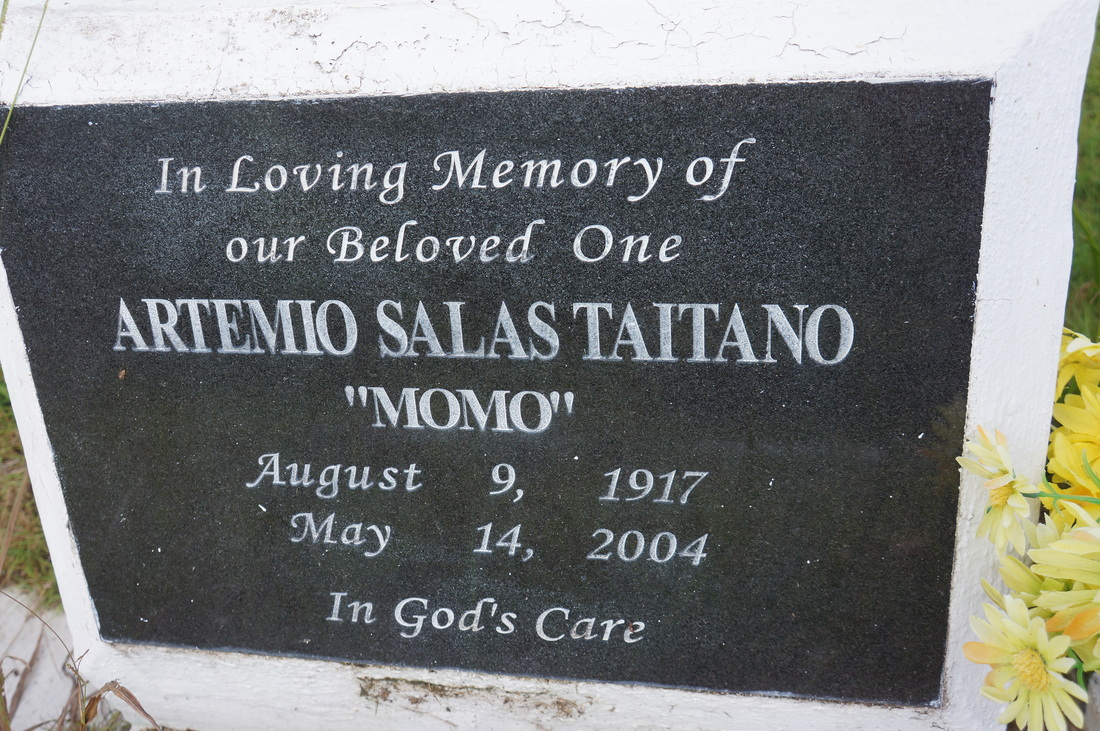 In Loving Memory of
our Beloved One
ARTEMIO SALAS TAITANO
"MOMO"
August 9, 1917
May 14, 2004
In God's Care